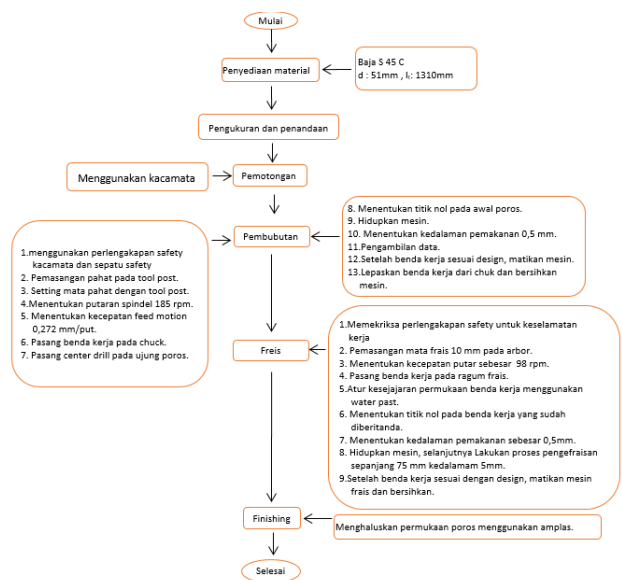 Mulai
Penyediaan material
Baja S 45 C
d : 51mm , l₁: 1310mm
Pengukuran dan penandaan
Menggunakan kacamata
Pemotongan
Pembubutan
1.menggunakan perlengakapan safety
kacamata dan sepatu safety
2. Pemasangan pahat pada tool post.
3. Setting mata pahat dengan tool post.
4.Menentukan putaran spindel 185 rpm.
5. Menentukan kecepatan feed motion
0,272 mm/put.
6. Pasang benda kerja pada chuck.
7. Pasang center drill pada ujung poros.
8. Menentukan titik nol pada awal poros.
9. Hidupkan mesin.
10. Menentukan kedalaman pemakanan 0,5 mm.
11.Pengambilan data.
12.Setelah benda kerja sesuai design, matikan mesin.
13.Lepaskan benda kerja dari chuk dan bersihkan
mesin.
Freis
1.Memekriksa perlengakapan safety untuk keselamatan
kerja
2. Pemasangan mata frais 10 mm pada arbor.
3. Menentukan kecepatan putar sebesar 98 rpm.
4. Pasang benda kerja pada ragum frais.
5.Atur kesejajaran permukaan benda kerja menggunakan
water past.
6. Menentukan titik nol pada benda kerja yang sudah
diberitanda.
7. Menentukan kedalaman pemakanan sebesar 0,5mm.
8. Hidupkan mesin, selanjutnya Lakukan proses pengefraisan
sepanjang 75 mm kedalamam 5mm.
9.Setelah benda kerja sesuai dengan design, matikan mesin
frais dan bersihkan.
Finishing
Menghaluskan permukaan poros menggunakan amplas.
Selesai